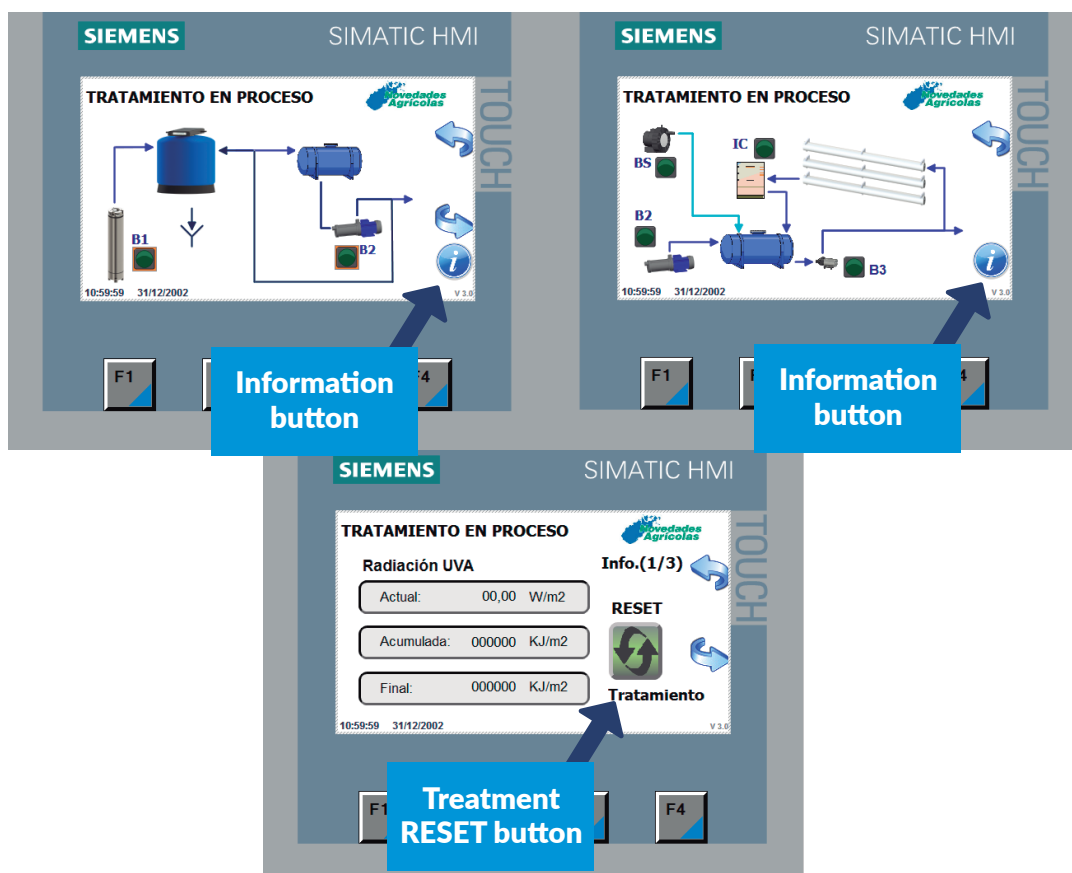 SIEMENS
SIMATIC HMI
TOUCH
TRATAMIENTO EN PROCESO
Novedades
Agrícolas
B1
B2
10:59:59 31/12/2002
V 3.0
F1
Information
button
SIEMENS
SIMATIC HMI
TOUCH
TRATAMIENTO EN PROCESO
Novedades
Agrícolas
BS
IC
B2
B3
10:59:59 31/12/2002
V 3.0
F1
Information
button
SIEMENS
SIMATIC HMI
TOUCH
TRATAMIENTO EN PROCESO
Novedades
Agrícolas
Radiación UVA
Info.(1/3)
Actual: 00,00 W/m2
RESET
Acumulada: 000000 KJ/m2
Final: 000000 KJ/m2
Tratamiento
10:59:59 31/12/2002
V 3.0
F1
F4
Treatment
RESET button